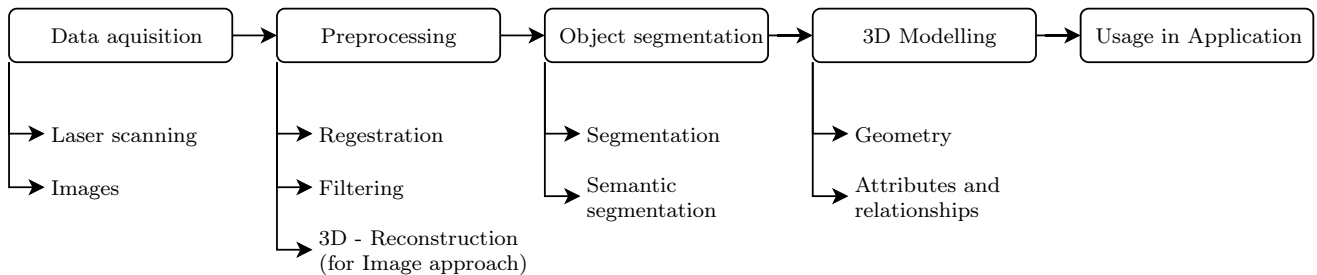 Data aquisition
Preprocessing
Object segmentation
3D Modelling
Usage in Application
Laser scanning
Images
Regestration
Filtering
3D - Reconstruction
(for Image approach)
Segmentation
Semantic
segmentation
Geometry
Attributes and
relationships